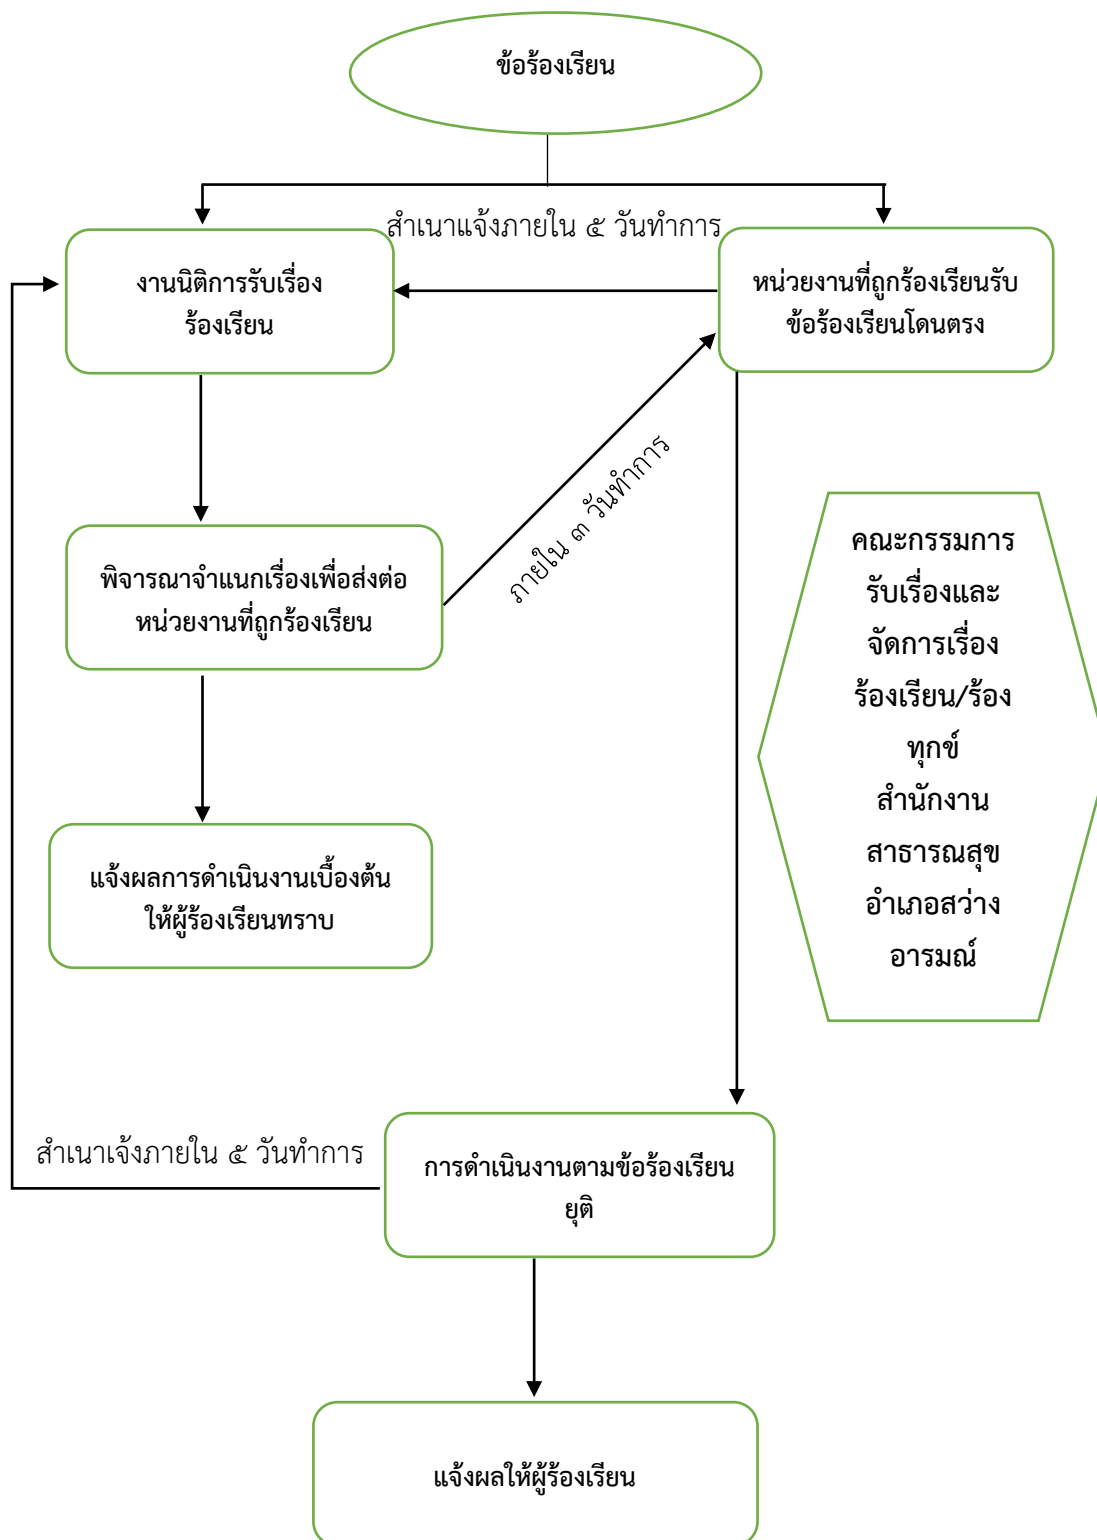 ข้อร้องเรียน
สำเนาแจ้งภายใน ๕ วันทำการ
งานนิติการรับเรื่อง
ร้องเรียน
หน่วยงานที่ถูกร้องเรียนรับ
ข้อร้องเรียนโดนตรง
ภายใน ๓ วันทำการ
พิจารณาจำแนกเรื่องเพื่อส่งต่อ
หน่วยงานที่ถูกร้องเรียน
คณะกรรมการ
รับเรื่องและ
จัดการเรื่อง
ร้องเรียน/ร้อง
ทุกข์
สำนักงาน
สาธารณสุข
อำเภอสว่าง
อารมณ์
แจ้งผลการดำเนินงานเบื้องต้น
ให้ผู้ร้องเรียนทราบ
สำเนาเจ้งภายใน ๕ วันทำการ
การดำเนินงานตามข้อร้องเรียน
ยุติ
แจ้งผลให้ผู้ร้องเรียน